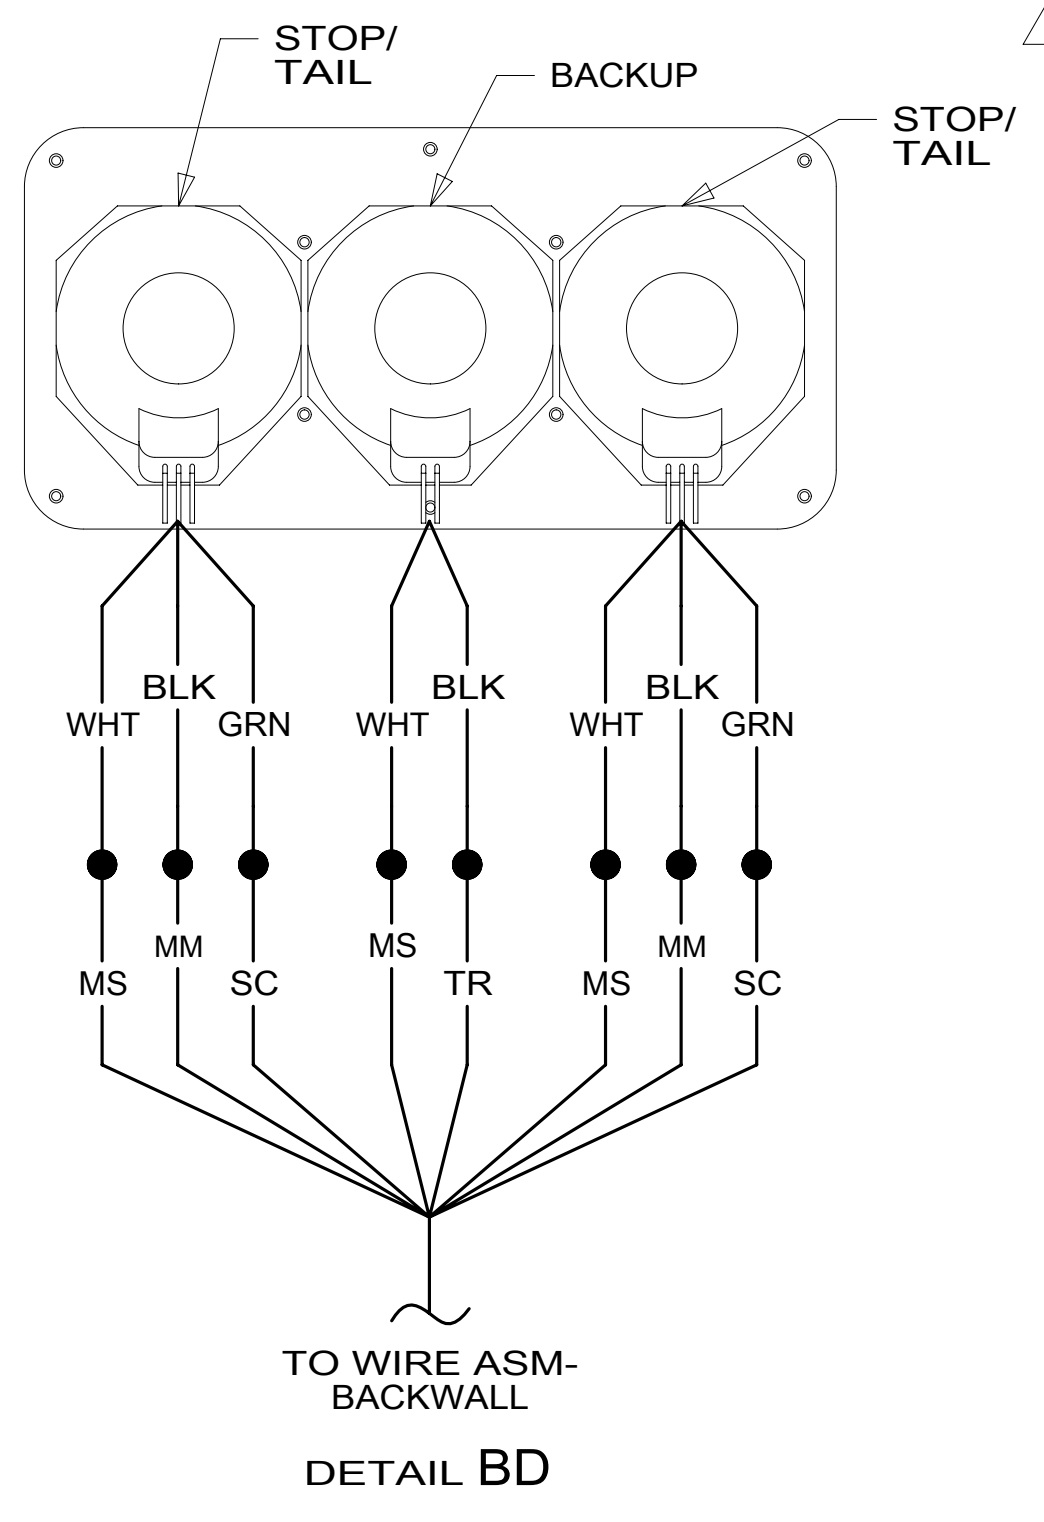 STOP/
TAIL
BACKUP
STOP/
TAIL
BLK
BLK
BLK
WHT
GRN
WHT
WHT
GRN
MM
MS
MM
MS
SC
TR
MS
SC
TO WIRE ASM-
BACKWALL
DETAIL BD